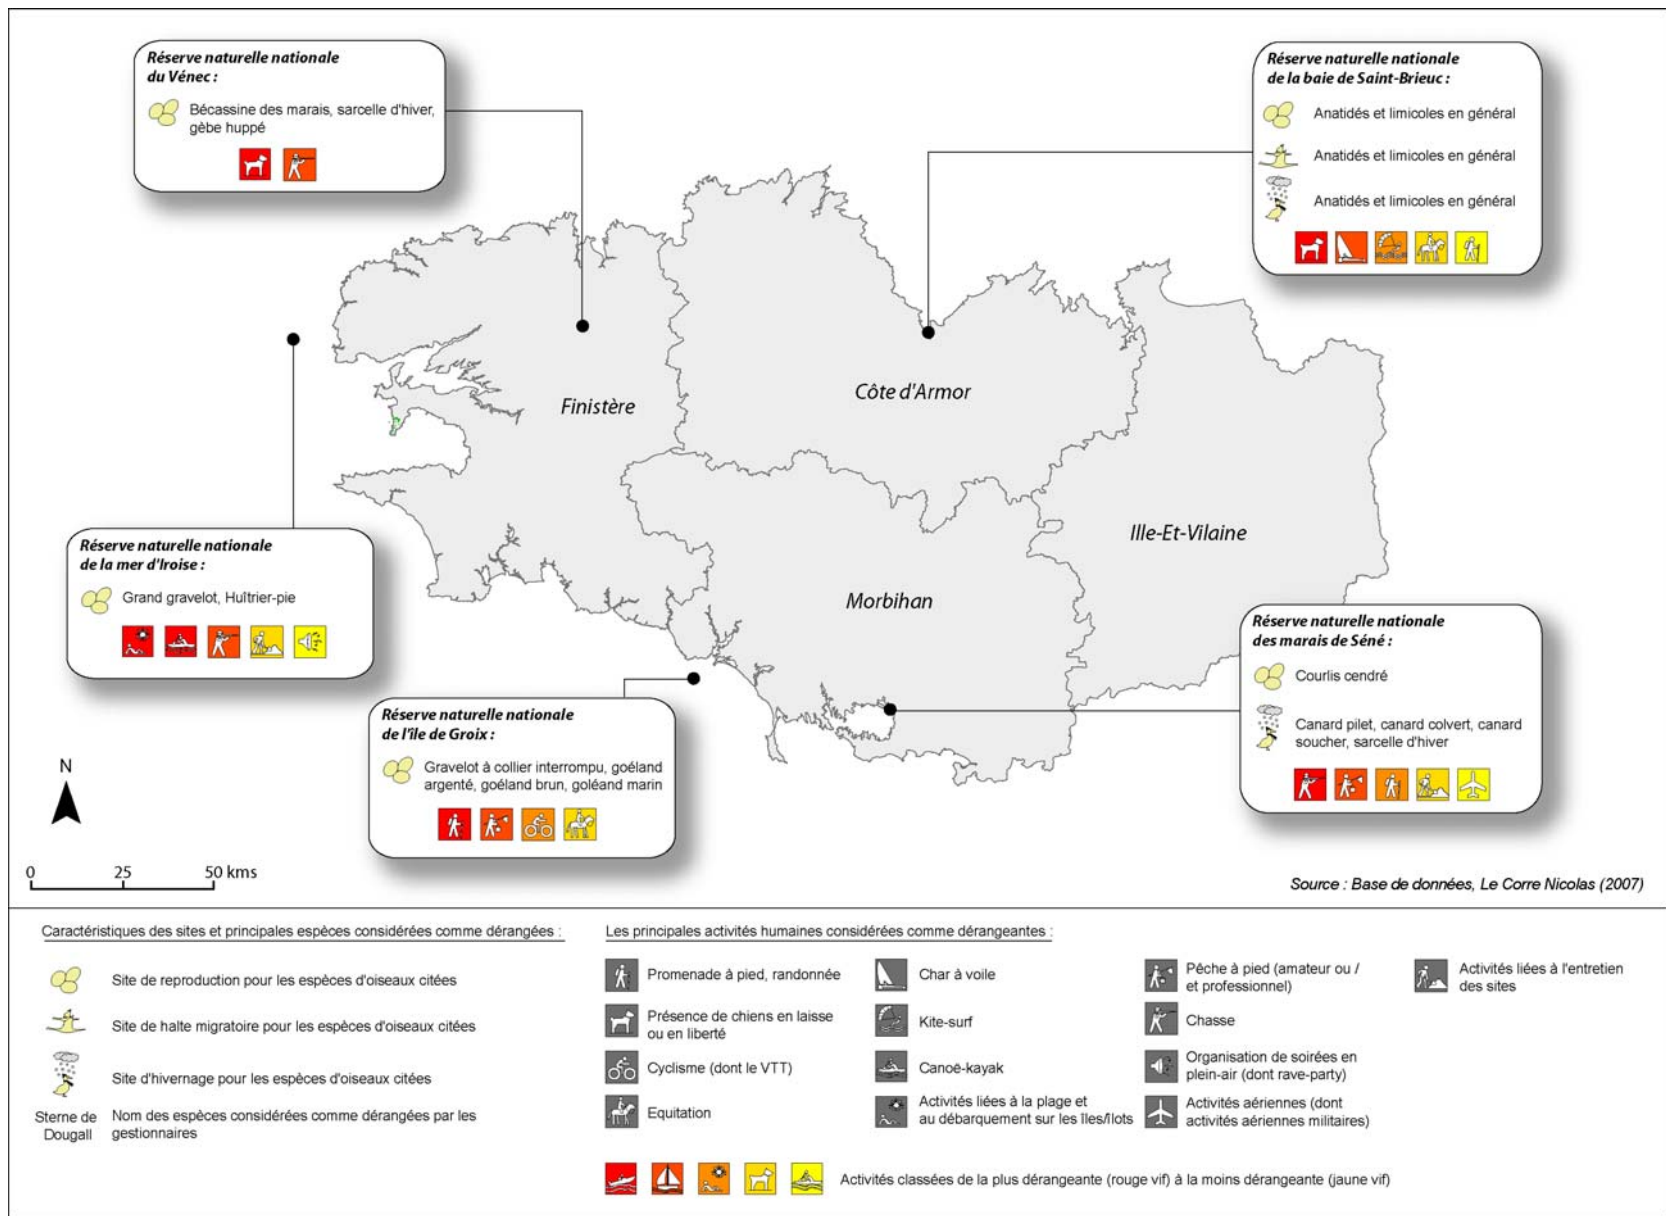 Réserve naturelle nationale
du Vénec :
Bécassine des marais, sarcelle d'hiver,
gèbe huppé
Réserve naturelle nationale
de la baie de Saint-Brieuc :
Anatidés et limicoles en général
Anatidés et limicoles en général
Anatidés et limicoles en général
Finistère
Côte d'Armor
Ille-Et-Vilaine
Morbihan
Réserve naturelle nationale
de la mer d'Iroise :
Grand gravelot, Huîtrier-pie
Réserve naturelle nationale
de l'île de Groix :
Gravelot à collier interrompu, goéland
argenté, goéland brun, goléand marin
Réserve naturelle nationale
des marais de Séné :
Courlis cendré
Canard pilet, canard colvert, canard
soucher, sarcelle d'hiver
N
0 25 50 kms
Source : Base de données, Le Corre Nicolas (2007)
Caractéristiques des sites et principales espèces considérées comme dérangées :
Site de reproduction pour les espèces d'oiseaux citées
Site de halte migratoire pour les espèces d'oiseaux citées
Site d'hivernage pour les espèces d'oiseaux citées
Sterne de
Dougall
Nom des espèces considérées comme dérangées par les
gestionnaires
Les principales activités humaines considérées comme dérangeantes :
Promenade à pied, randonnée
Présence de chiens en laisse
ou en liberté
Cyclisme (dont le VTT)
Equitation
Char à voile
Kite-surf
Canoë-kayak
Activités liées à la plage et
au débarquement sur les îles/îlots
Pêche à pied (amateur ou /
et professionnel)
Chasse
Organisation de soirées en
plein-air (dont rave-party)
Activités aériennes (dont
activités aériennes militaires)
Activités liées à l'entretien
des sites
Activités classées de la plus dérangeante (rouge vif) à la moins dérangeante (jaune vif)